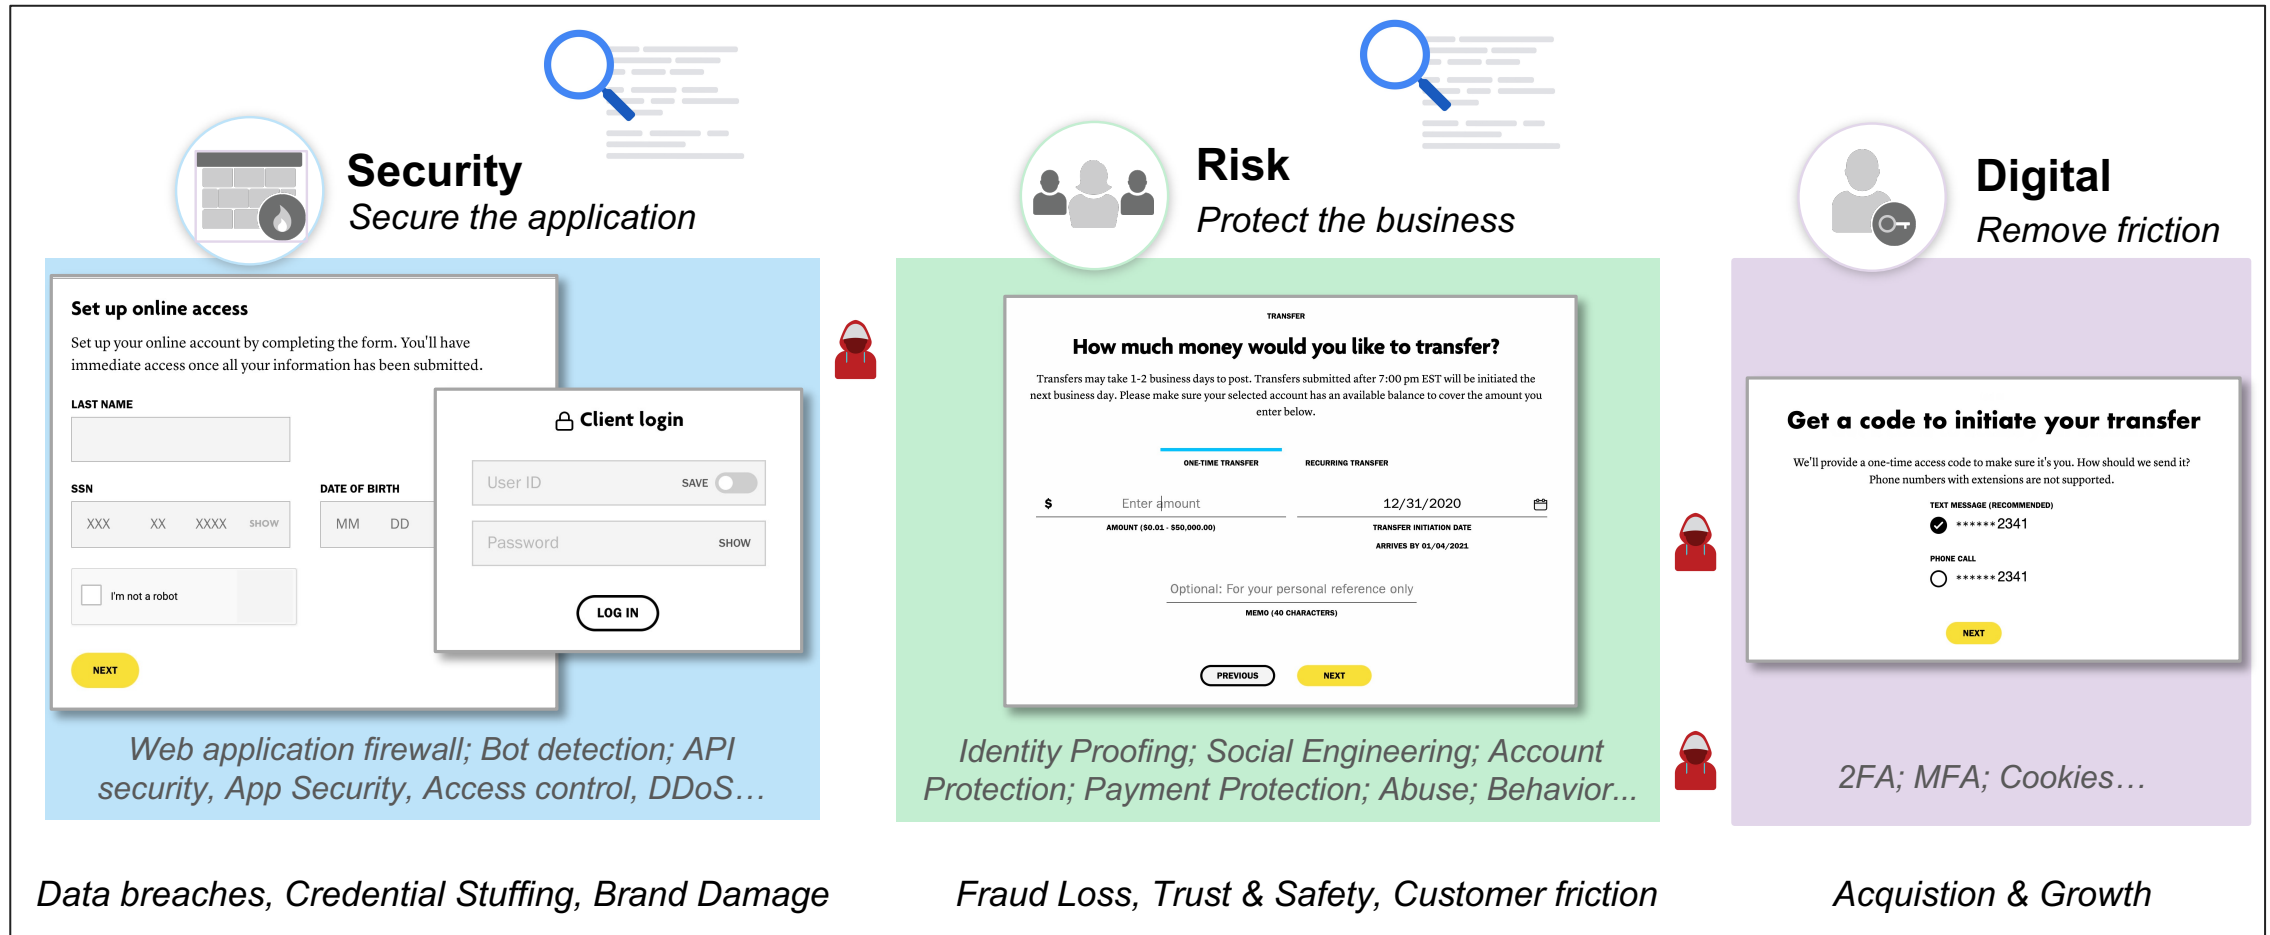 Security
Secure the application
Set up online access
Set up your online account by completing the form. You'll have
immediate access once all your information has been submitted.
LAST NAME
SSN
DATE OF BIRTH
XXX XX XXXX SHOW
MM DD
I'm not a robot
NEXT
Client login
User ID SAVE
Password SHOW
LOG IN
Web application firewall; Bot detection; API
security, App Security, Access control, DDoS…
Data breaches, Credential Stuffing, Brand Damage
Risk
Protect the business
TRANSFER
How much money would you like to transfer?
Transfers may take 1-2 business days to post. Transfers submitted after 7:00 pm EST will be initiated the
next business day. Please make sure your selected account has an available balance to cover the amount you
enter below.
ONE-TIME TRANSFER RECURRING TRANSFER
$ Enter amount 12/31/2020
AMOUNT ($0.01 - $50,000.00) TRANSFER INITIATION DATE
ARRIVES BY 01/04/2021
Optional: For your personal reference only
MEMO (40 CHARACTERS)
PREVIOUS NEXT
Identity Proofing; Social Engineering; Account
Protection; Payment Protection; Abuse; Behavior...
Fraud Loss, Trust & Safety, Customer friction
Digital
Remove friction
Get a code to initiate your transfer
We'll provide a one-time access code to make sure it's you. How should we send it?
Phone numbers with extensions are not supported.
TEXT MESSAGE (RECOMMENDED)
******2341
PHONE CALL
******2341
NEXT
2FA; MFA; Cookies…
Acquistion & Growth